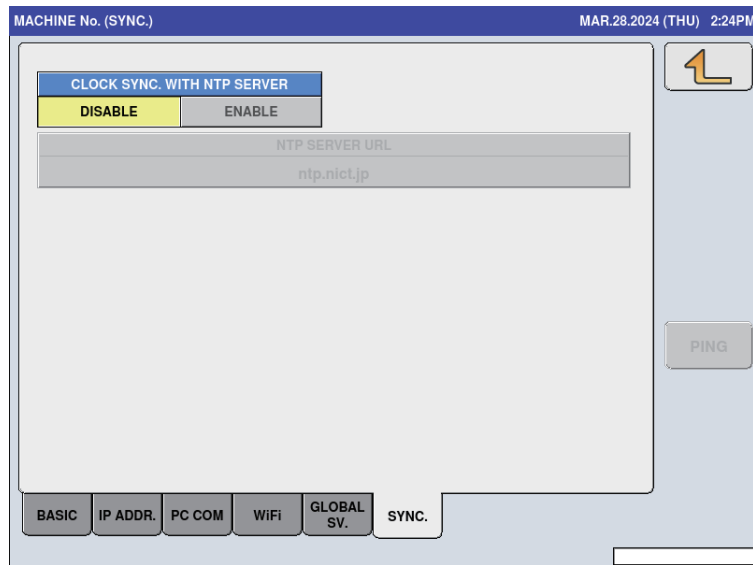 MACHINE No. (SYNC.) MAR.28.2024 (THU) 2:24PM
CLOCK SYNC. WITH NTP SERVER
DISABLE ENABLE
NTP SERVER URL
ntp.nict.jp
PING
BASIC IP ADDR. PC COM WiFi GLOBAL SV. SYNC.